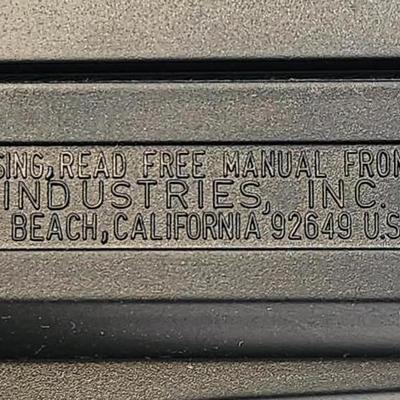 SING, READ FREE MANUAL FROM
INDUSTRIES, INC.
BEACH, CALIFORNIA 92649 U.S